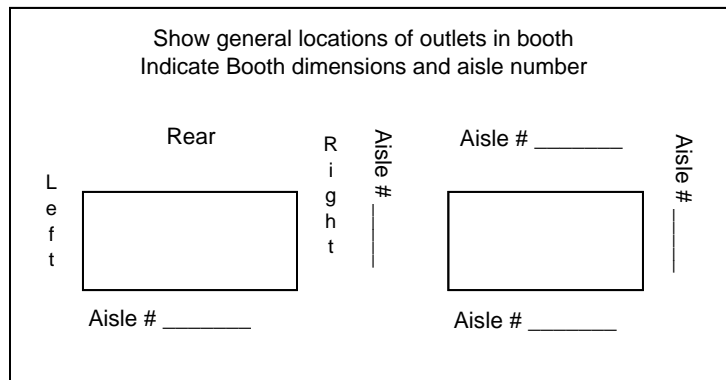 Show general locations of outlets in booth
Indicate Booth dimensions and aisle number
Rear
Left
Right
Aisle # ____
Aisle # _______
Aisle # _______
Aisle # ____
Aisle # _______